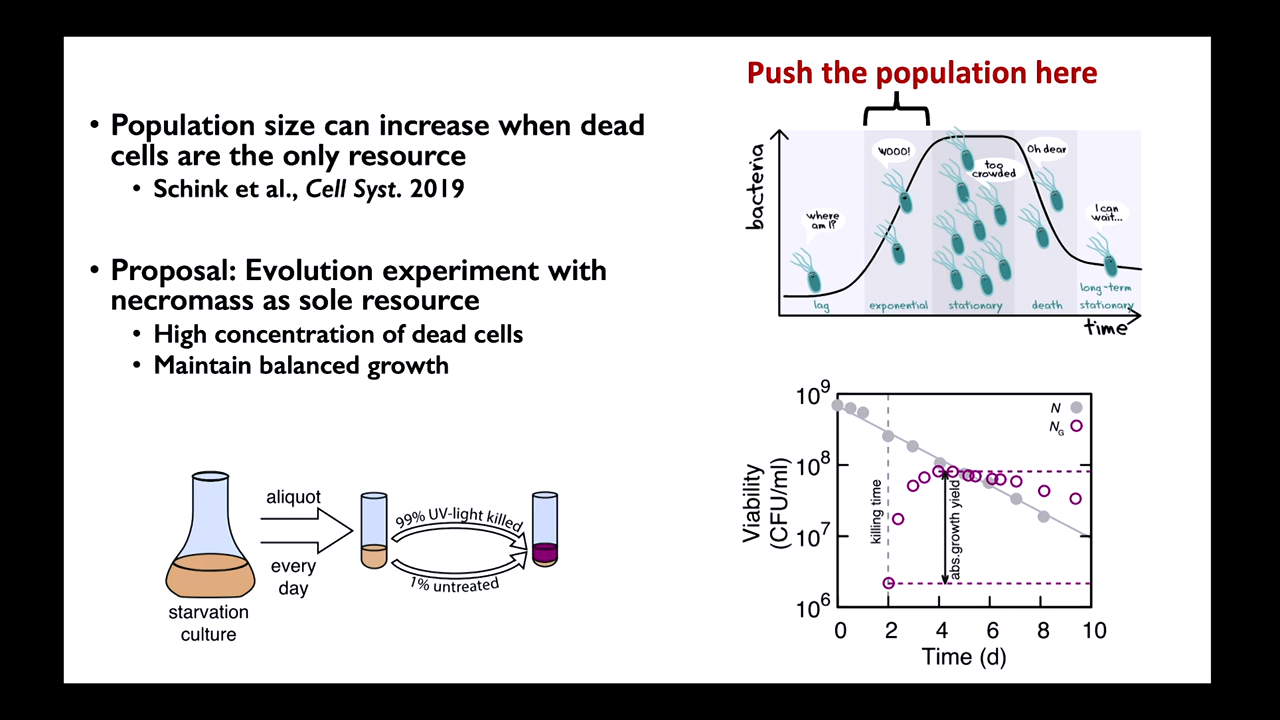 Push the population here
• Population size can increase when dead
cells are the only resource
• Schink et al., Cell Syst. 2019
• Proposal: Evolution experiment with
necromass as sole resource
• High concentration of dead cells
• Maintain balanced growth
bacteria
where
am I?
WOOO!
too
crowded
Oh dear
I can
wait...
lag
exponential
stationary
death
long-term
stationary
time
aliquot
every
day
starvation
culture
99% UV-light killed
1% untreated
Viability
(CFU/ml)
10⁹
10⁸
10⁷
10⁶
N
N_G
killing time
abs.growth yield
0 2 4 6 8 10
Time (d)